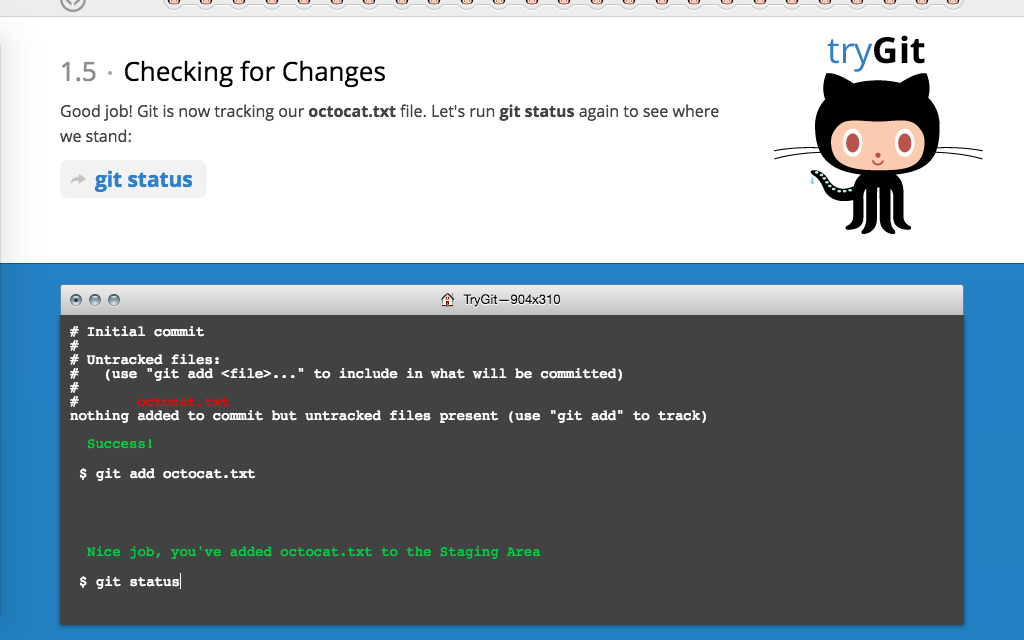 tryGit
1.5 · Checking for Changes
Good job! Git is now tracking our octocat.txt file. Let's run git status again to see where
we stand:
git status
TryGit—904x310
# Initial commit
#
# Untracked files:
#   (use "git add <file>..." to include in what will be committed)
#
#       octocat.txt
nothing added to commit but untracked files present (use "git add" to track)
Success!
$ git add octocat.txt
Nice job, you've added octocat.txt to the Staging Area
$ git status